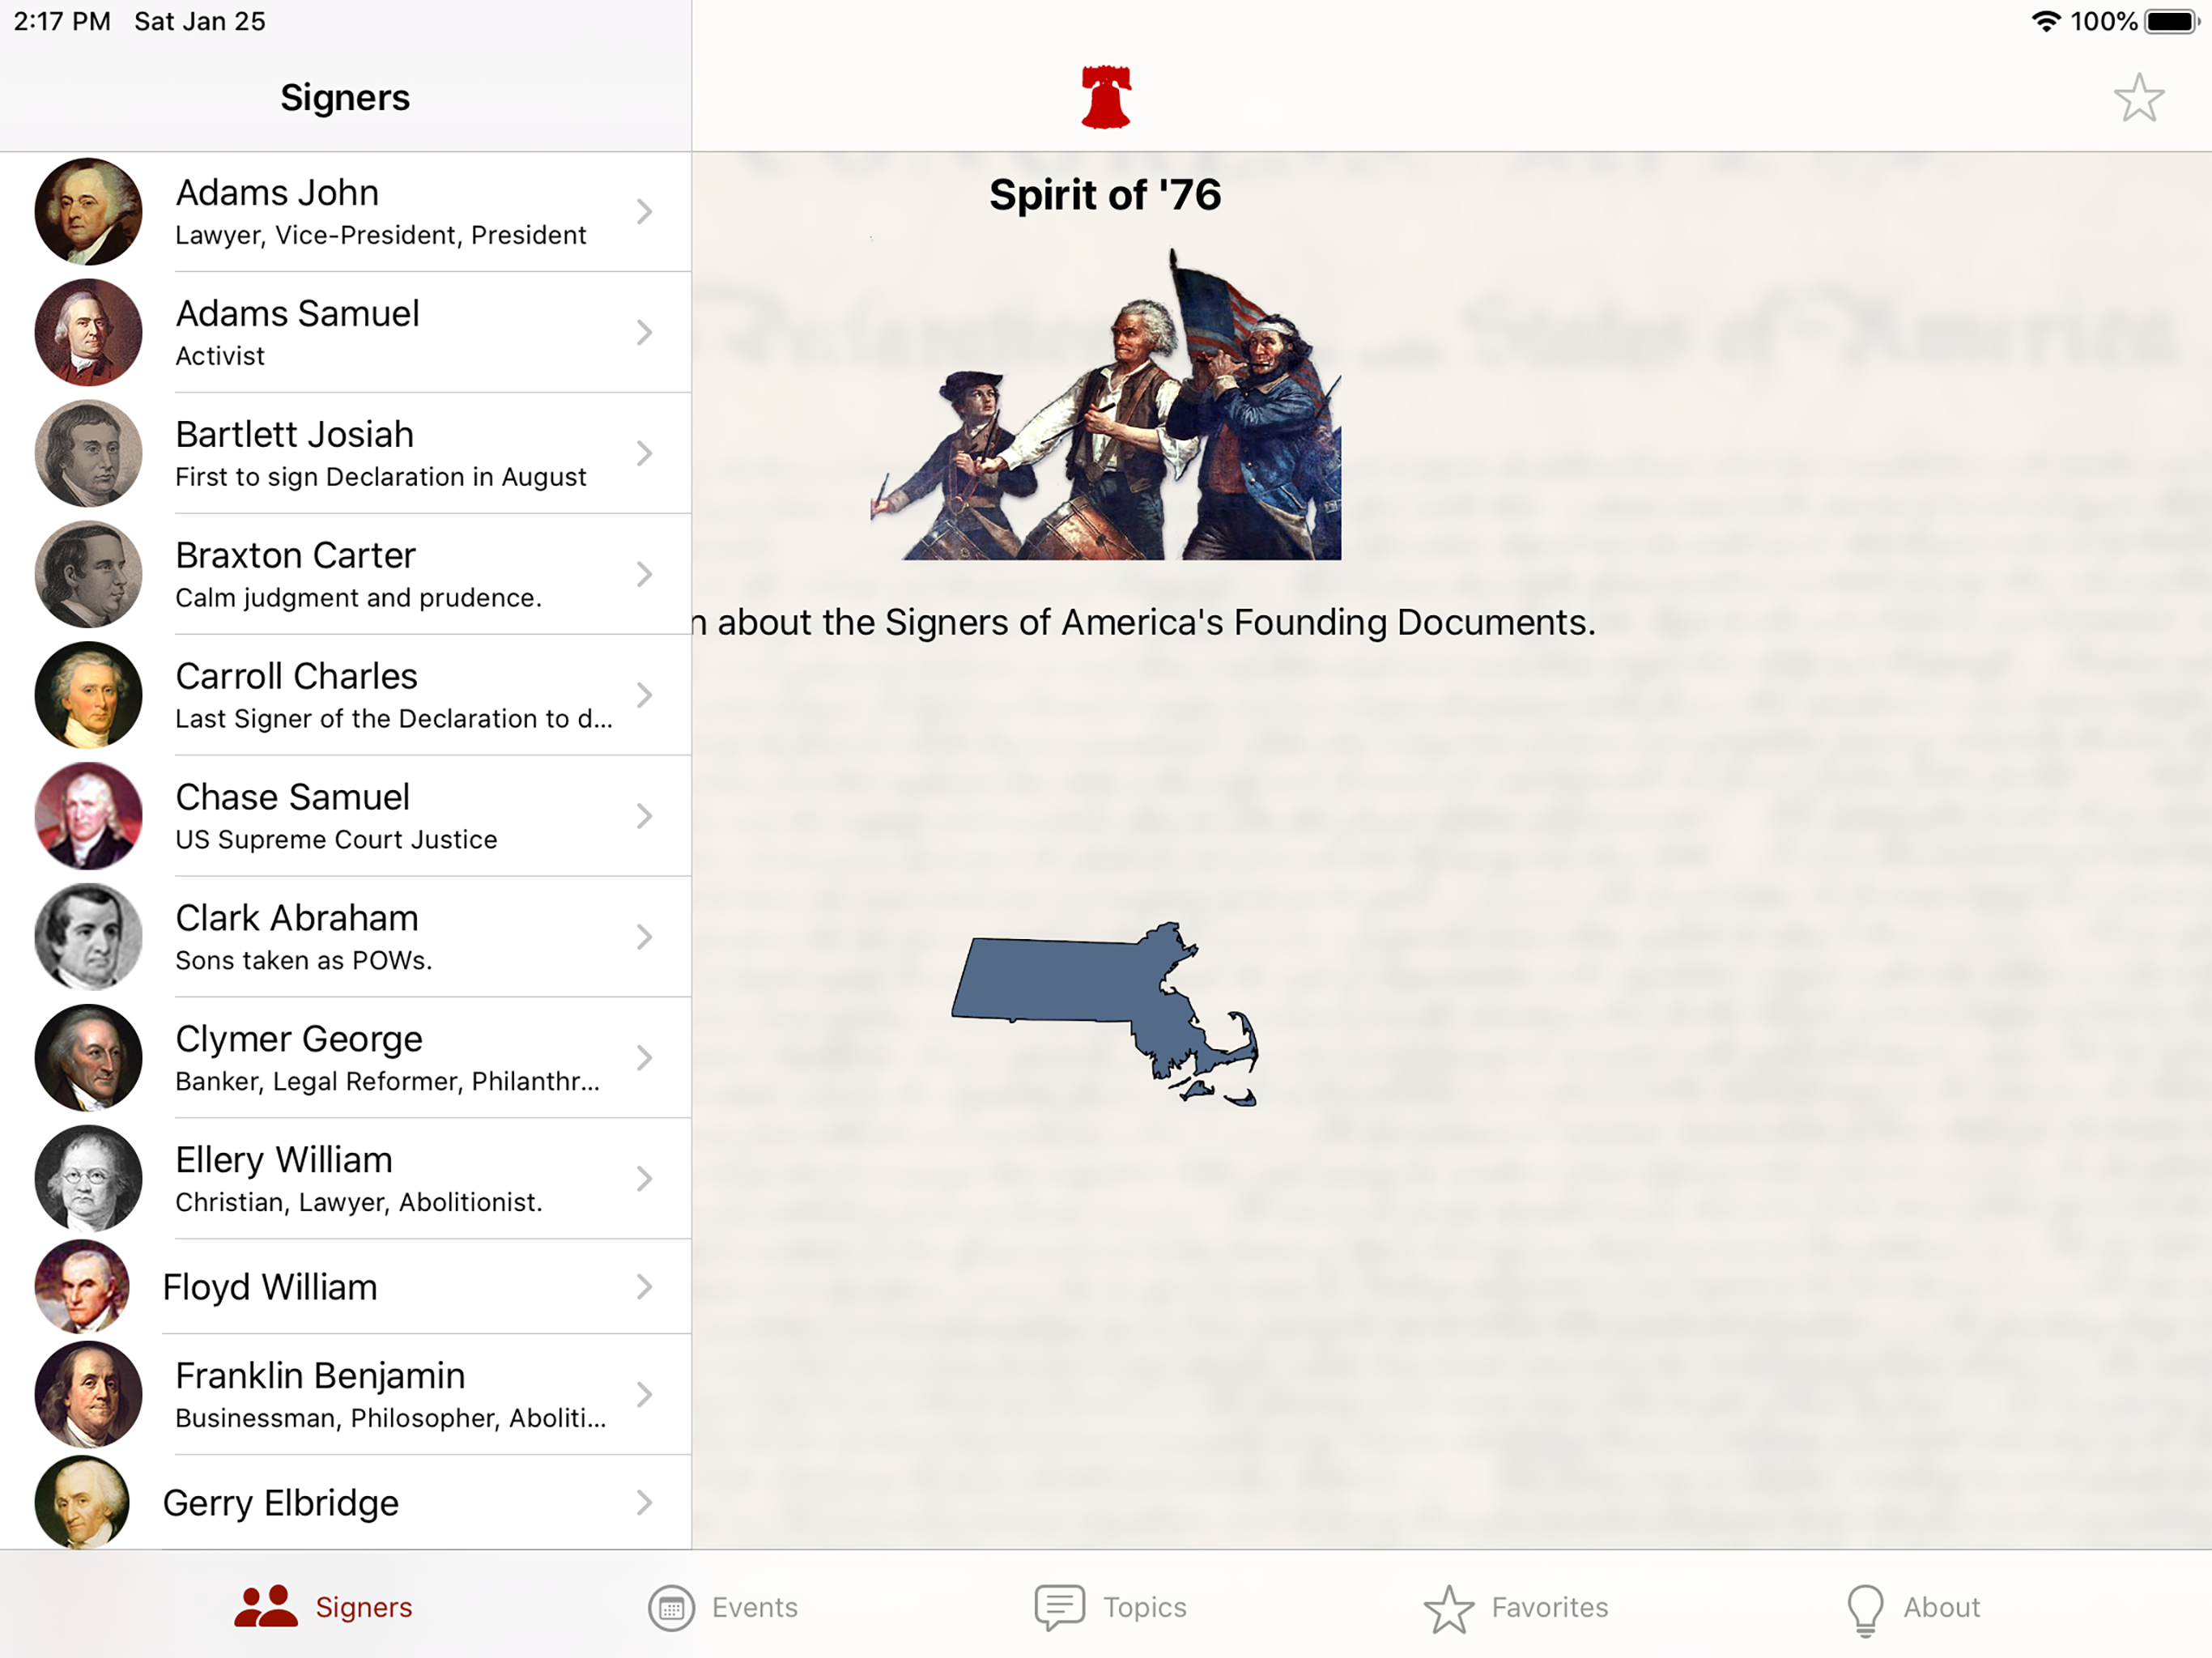 2:17 PM Sat Jan 25
100%
Signers
Adams John
Lawyer, Vice-President, President
Adams Samuel
Activist
Bartlett Josiah
First to sign Declaration in August
Braxton Carter
Calm judgment and prudence.
Carroll Charles
Last Signer of the Declaration to d...
Chase Samuel
US Supreme Court Justice
Clark Abraham
Sons taken as POWs.
Clymer George
Banker, Legal Reformer, Philanthr...
Ellery William
Christian, Lawyer, Abolitionist.
Floyd William
Franklin Benjamin
Businessman, Philosopher, Aboliti...
Gerry Elbridge
Spirit of '76
n about the Signers of America's Founding Documents.
Signers
Events
Topics
Favorites
About